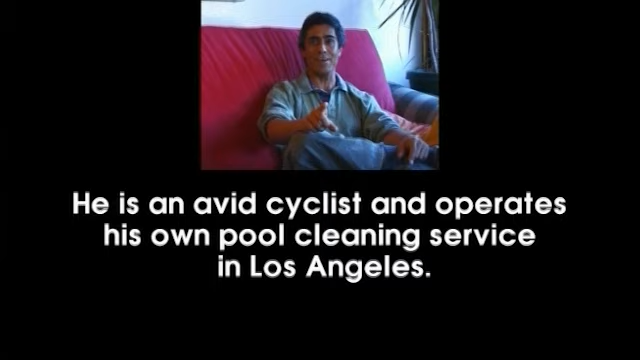 He is an avid cyclist and operates
his own pool cleaning service
in Los Angeles.